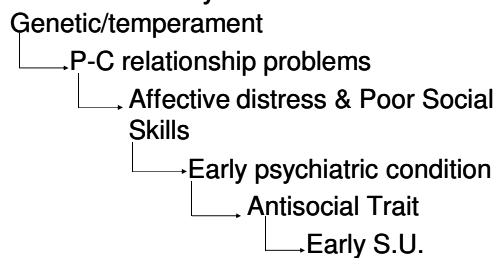 Genetic/temperament
P-C relationship problems
Affective distress & Poor Social
Skills
Early psychiatric condition
Antisocial Trait
Early S.U.